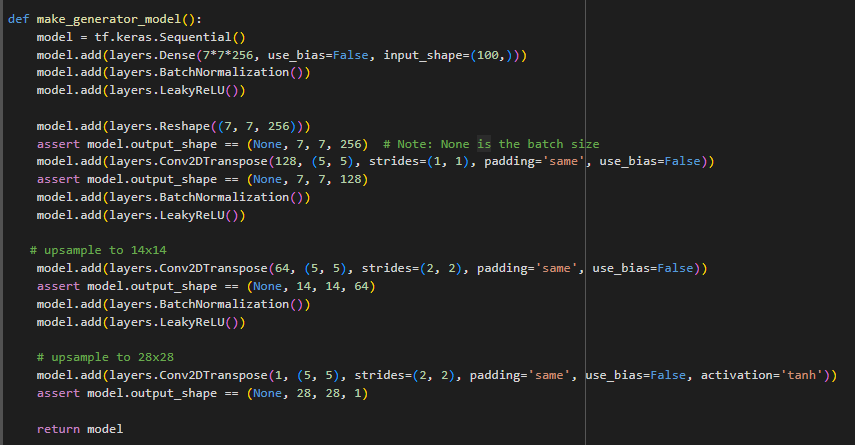 def make_generator_model():
    model = tf.keras.Sequential()
    model.add(layers.Dense(7*7*256, use_bias=False, input_shape=(100,)))
    model.add(layers.BatchNormalization())
    model.add(layers.LeakyReLU())

    model.add(layers.Reshape((7, 7, 256)))
    assert model.output_shape == (None, 7, 7, 256)  # Note: None is the batch size
    model.add(layers.Conv2DTranspose(128, (5, 5), strides=(1, 1), padding='same', use_bias=False))
    assert model.output_shape == (None, 7, 7, 128)
    model.add(layers.BatchNormalization())
    model.add(layers.LeakyReLU())

   # upsample to 14x14
    model.add(layers.Conv2DTranspose(64, (5, 5), strides=(2, 2), padding='same', use_bias=False))
    assert model.output_shape == (None, 14, 14, 64)
    model.add(layers.BatchNormalization())
    model.add(layers.LeakyReLU())

    # upsample to 28x28
    model.add(layers.Conv2DTranspose(1, (5, 5), strides=(2, 2), padding='same', use_bias=False, activation='tanh'))
    assert model.output_shape == (None, 28, 28, 1)

    return model